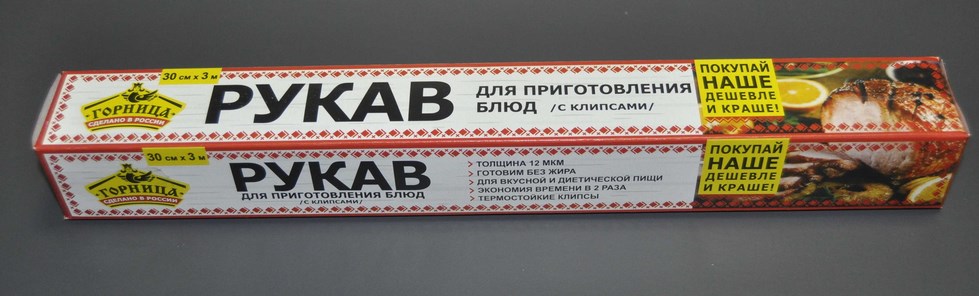 30 см х 3 м
ГОРНИЦА
СДЕЛАНО В РОССИИ
РУКАВ
ДЛЯ ПРИГОТОВЛЕНИЯ
БЛЮД /С КЛИПСАМИ/
ПОКУПАЙ
НАШЕ
ДЕШЕВЛЕ
И КРАШЕ!
30 см х 3 м
ГОРНИЦА
СДЕЛАНО В РОССИИ
РУКАВ
ДЛЯ ПРИГОТОВЛЕНИЯ БЛЮД
/С КЛИПСАМИ/
ТОЛЩИНА 12 МКМ
ГОТОВИМ БЕЗ ЖИРА
ДЛЯ ВКУСНОЙ И ДИЕТИЧЕСКОЙ ПИЩИ
ЭКОНОМИЯ ВРЕМЕНИ В 2 РАЗА
ТЕРМОСТОЙКИЕ КЛИПСЫ
ПОКУПАЙ
НАШЕ
ДЕШЕВЛЕ
И КРАШЕ!